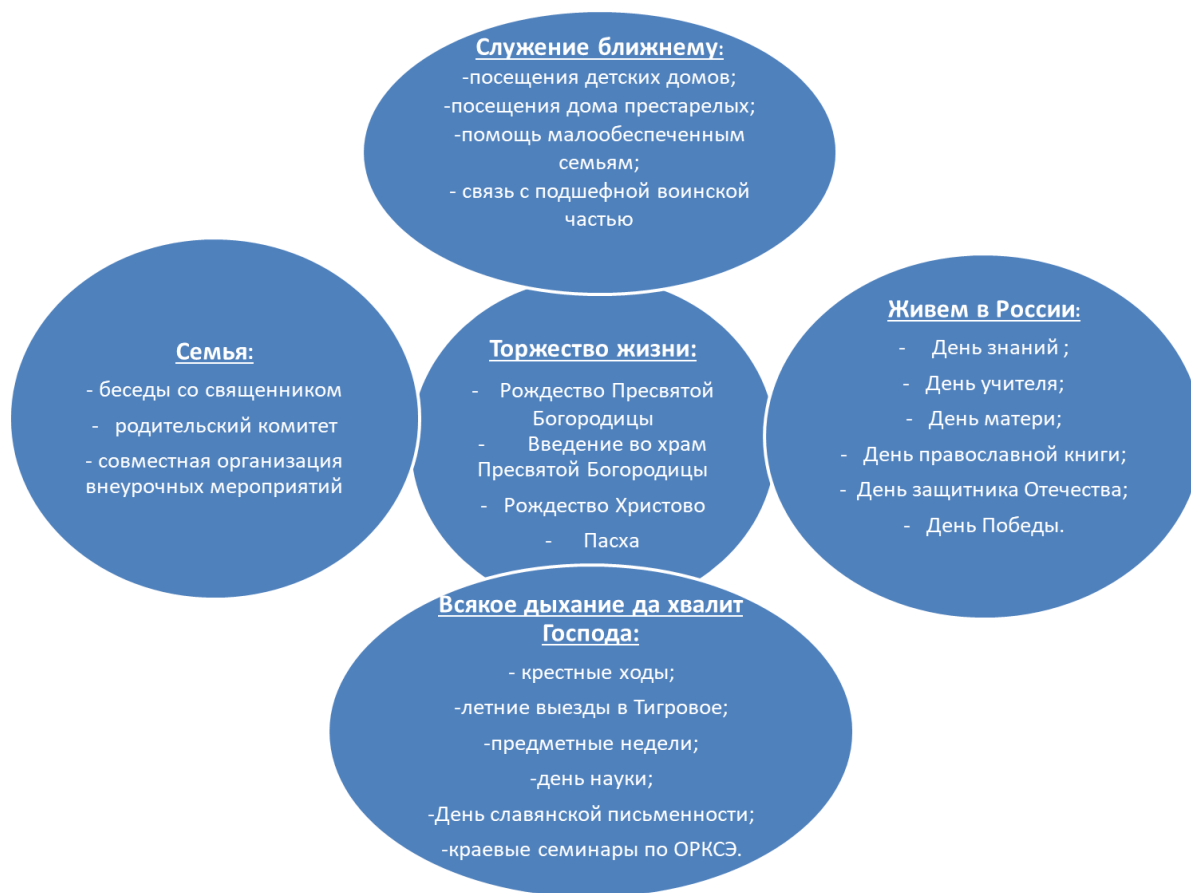 Служение ближнему:
-посещения детских домов;
-посещения дома престарелых;
-помощь малообеспеченным
семьям;
- связь с подшефной воинской
частью
Семья:
- беседы со священником
- родительский комитет
- совместная организация
внеурочных мероприятий
Торжество жизни:
- Рождество Пресвятой
Богородицы
- Введение во храм
Пресвятой Богородицы
- Рождество Христово
- Пасха
Живем в России:
- День знаний ;
- День учителя;
- День матери;
- День православной книги;
- День защитника Отечества;
- День Победы.
Всякое дыхание да хвалит
Господа:
- крестные ходы;
-летние выезды в Тигровое;
-предметные недели;
-день науки;
-День славянской письменности;
-краевые семинары по ОРКСЭ.